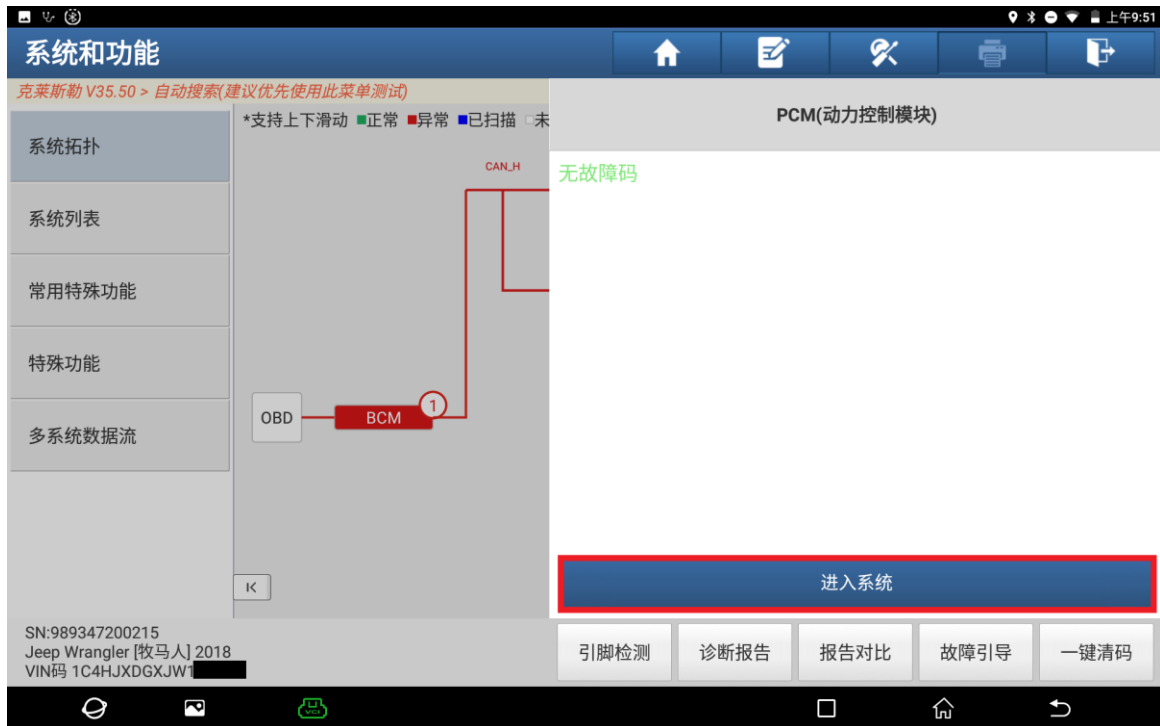 上午9:51
系统和功能
克莱斯勒 V35.50 > 自动搜索(建议优先使用此菜单测试)
系统拓扑
系统列表
常用特殊功能
特殊功能
多系统数据流
*支持上下滑动 ■正常 ■异常 ■已扫描 □未
CAN_H
OBD
BCM
1
K
PCM(动力控制模块)
无故障码
进入系统
SN:989347200215
Jeep Wrangler [牧马人] 2018
VIN码 1C4HJXDGXJW1
引脚检测
诊断报告
报告对比
故障引导
一键清码
VCI